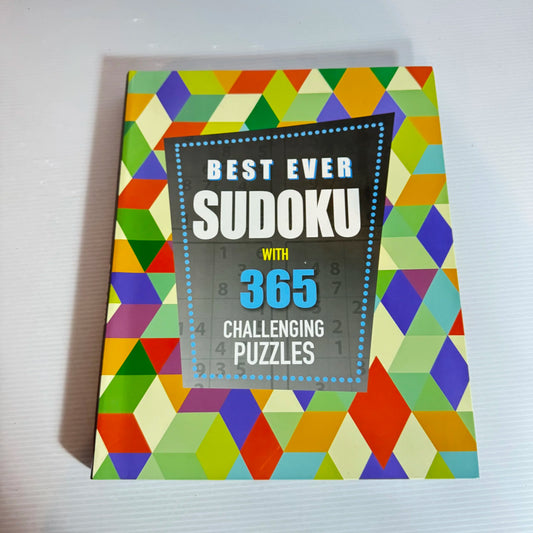 BEST EVER
SUDOKU
WITH
365
CHALLENGING
PUZZLES